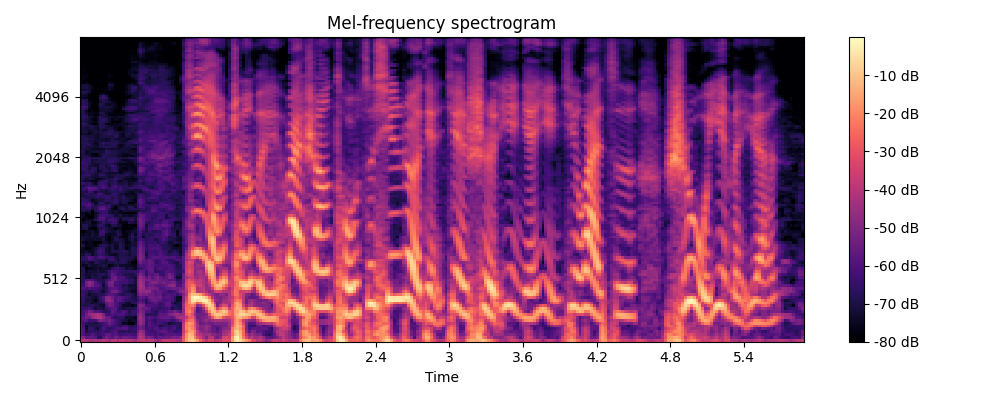 Mel-frequency spectrogram
Hz
4096
2048
1024
512
0
0 0.6 1.2 1.8 2.4 3 3.6 4.2 4.8 5.4
Time
-10 dB
-20 dB
-30 dB
-40 dB
-50 dB
-60 dB
-70 dB
-80 dB